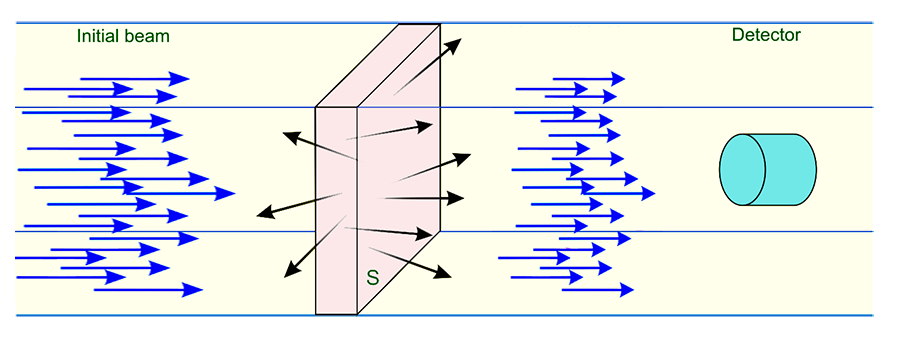 Initial beam
Detector
S